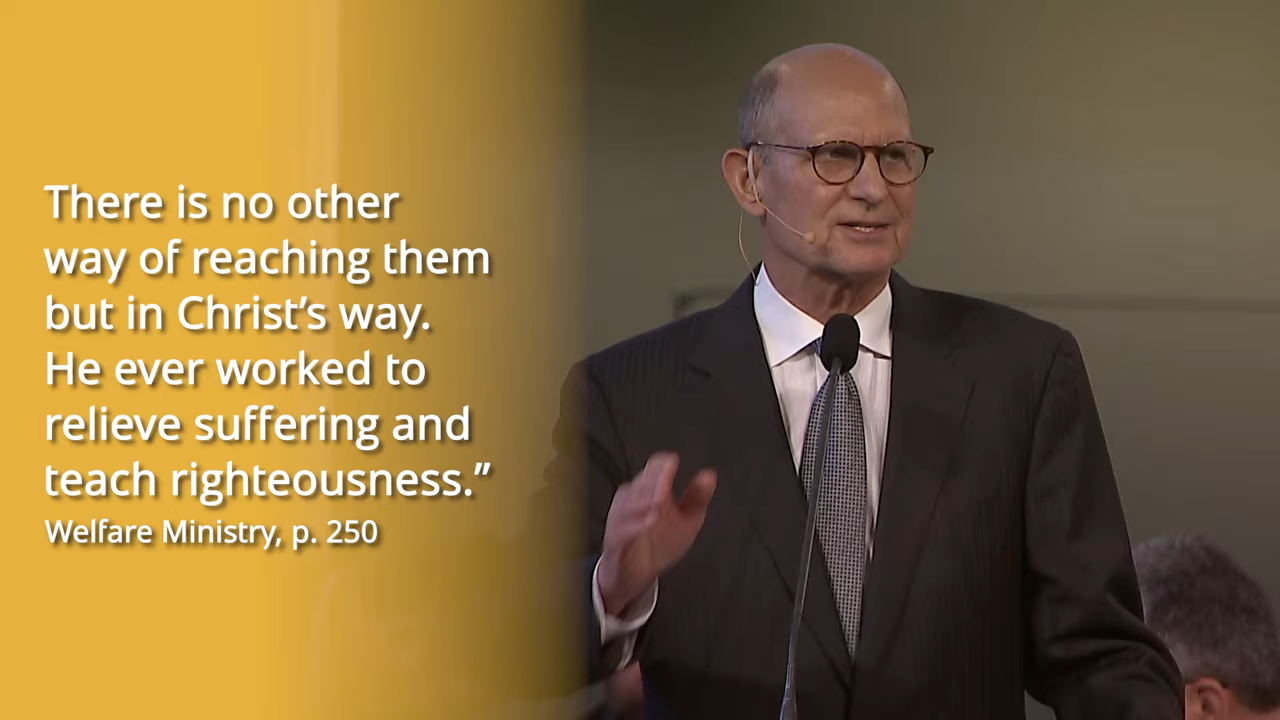 There is no other
way of reaching them
but in Christ’s way.
He ever worked to
relieve suffering and
teach righteousness.”
Welfare Ministry, p. 250